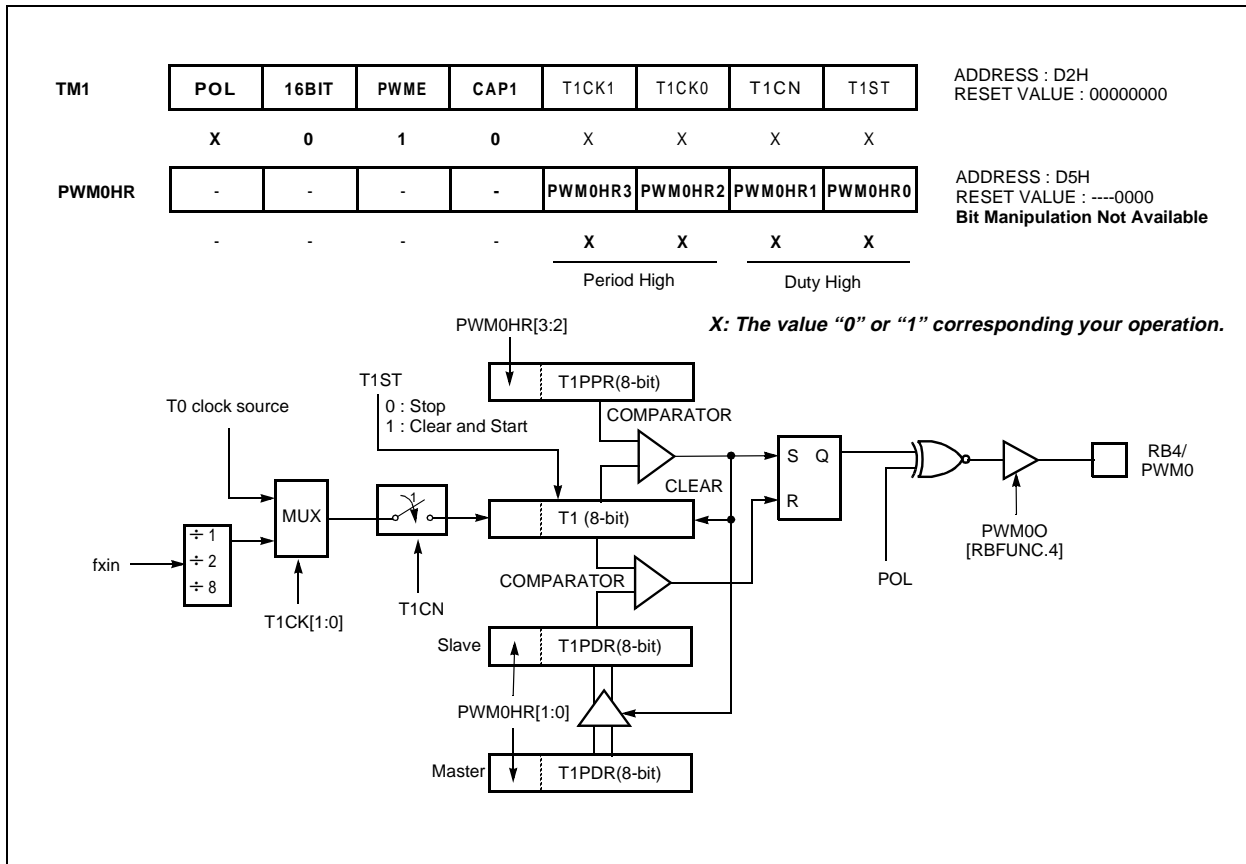 TM1 POL 16BIT PWME CAP1 T1CK1 T1CK0 T1CN T1ST
ADDRESS : D2H
RESET VALUE : 00000000
X 0 1 0 X X X X
PWM0HR - - - - PWM0HR3 PWM0HR2 PWM0HR1 PWM0HR0
ADDRESS : D5H
RESET VALUE : ----0000
Bit Manipulation Not Available
- - - - X X X X
Period High Duty High
X: The value “0” or “1” corresponding your operation.
PWM0HR[3:2]
T1ST
0 : Stop
1 : Clear and Start
T1PPR(8-bit)
COMPARATOR
T0 clock source
CLEAR
MUX
1
T1 (8-bit)
S Q
R
RB4/
PWM0
fxin
÷ 1
÷ 2
÷ 8
T1CK[1:0]
T1CN
COMPARATOR
POL
PWM0O
[RBFUNC.4]
Slave
T1PDR(8-bit)
PWM0HR[1:0]
Master
T1PDR(8-bit)